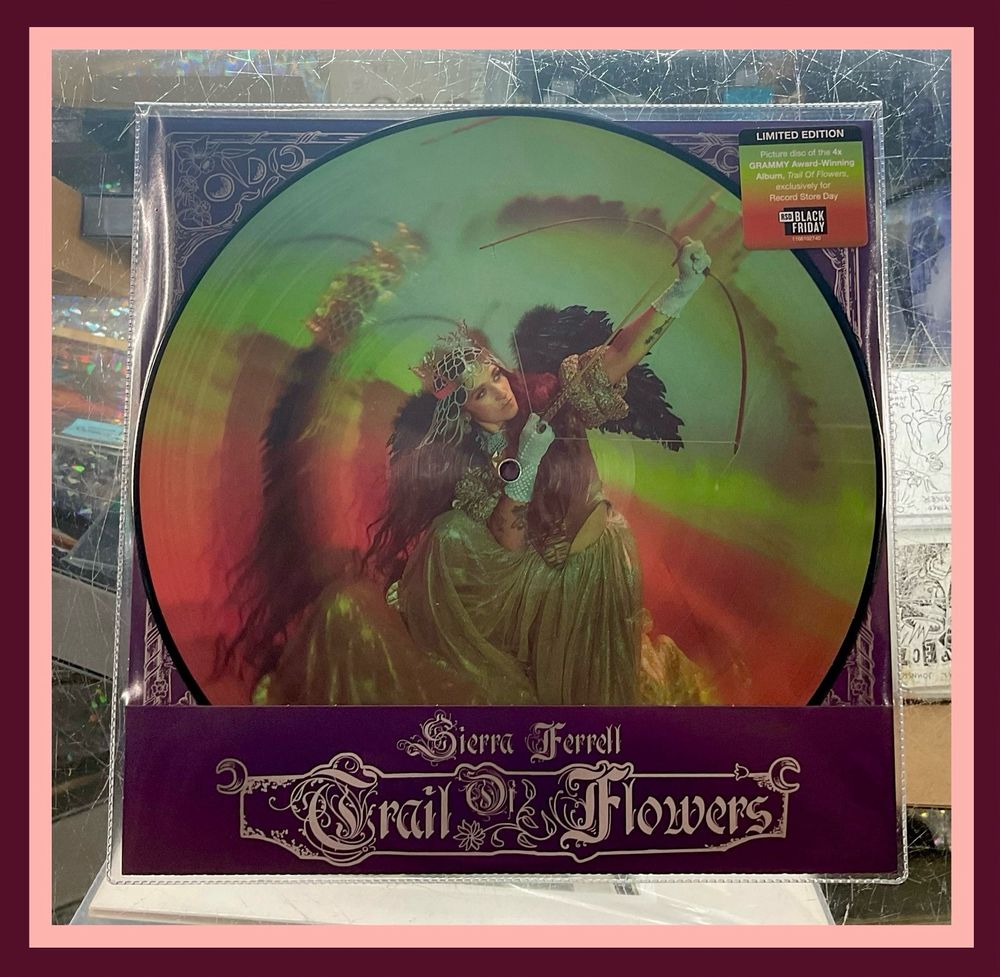 LIMITED EDITION
Picture disc of the 4x
GRAMMY Award-Winning
Album, Trail Of Flowers,
exclusively for
Record Store Day
RSD BLACK
FRIDAY
Sierra Ferrell
Trail Of Flowers